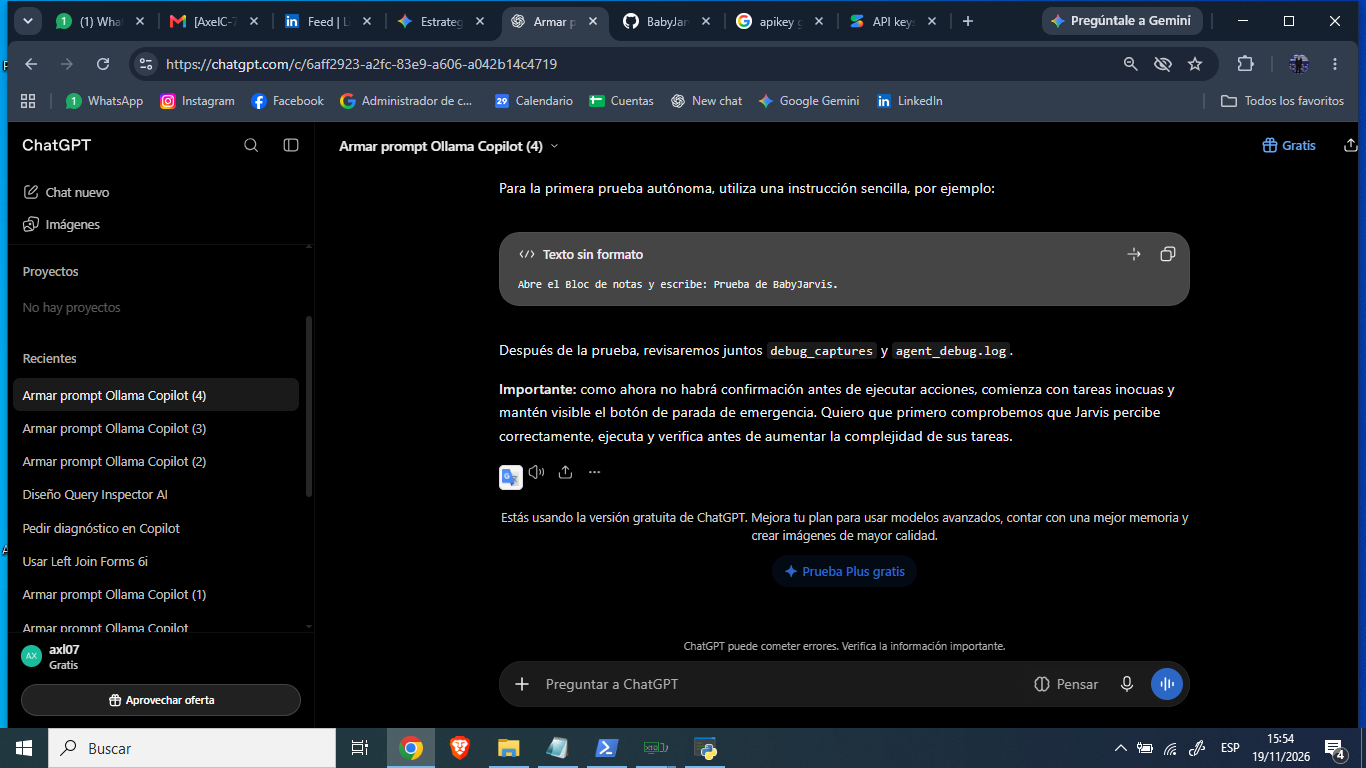 (1) Wha
[AxelC-7
Feed | L
Estrateg
Armar p
BabyJar
apikey g
API key
Pregúntale a Gemini
https://chatgpt.com/c/6aff2923-a2fc-83e9-a606-a042b14c4719
WhatsApp
Instagram
Facebook
Administrador de c...
Calendario
Cuentas
New chat
Google Gemini
LinkedIn
Todos los favoritos
ChatGPT
Armar prompt Ollama Copilot (4)
Gratis
Chat nuevo
Imágenes
Proyectos
No hay proyectos
Recientes
Armar prompt Ollama Copilot (4)
Armar prompt Ollama Copilot (3)
Armar prompt Ollama Copilot (2)
Diseño Query Inspector AI
Pedir diagnóstico en Copilot
Usar Left Join Forms 6i
Armar prompt Ollama Copilot (1)
Armar prompt Ollama Copilot
AX
axl07
Gratis
Aprovechar oferta
Para la primera prueba autónoma, utiliza una instrucción sencilla, por ejemplo:
Texto sin formato
Abre el Bloc de notas y escribe: Prueba de BabyJarvis.
Después de la prueba, revisaremos juntos debug_captures y agent_debug.log.
Importante: como ahora no habrá confirmación antes de ejecutar acciones, comienza con tareas inocuas y
mantén visible el botón de parada de emergencia. Quiero que primero comprobemos que Jarvis percibe
correctamente, ejecuta y verifica antes de aumentar la complejidad de sus tareas.
Estás usando la versión gratuita de ChatGPT. Mejora tu plan para usar modelos avanzados, contar con una mejor memoria y
crear imágenes de mayor calidad.
Prueba Plus gratis
ChatGPT puede cometer errores. Verifica la información importante.
Preguntar a ChatGPT
Pensar
Buscar
ESP
15:54
19/11/2026
4